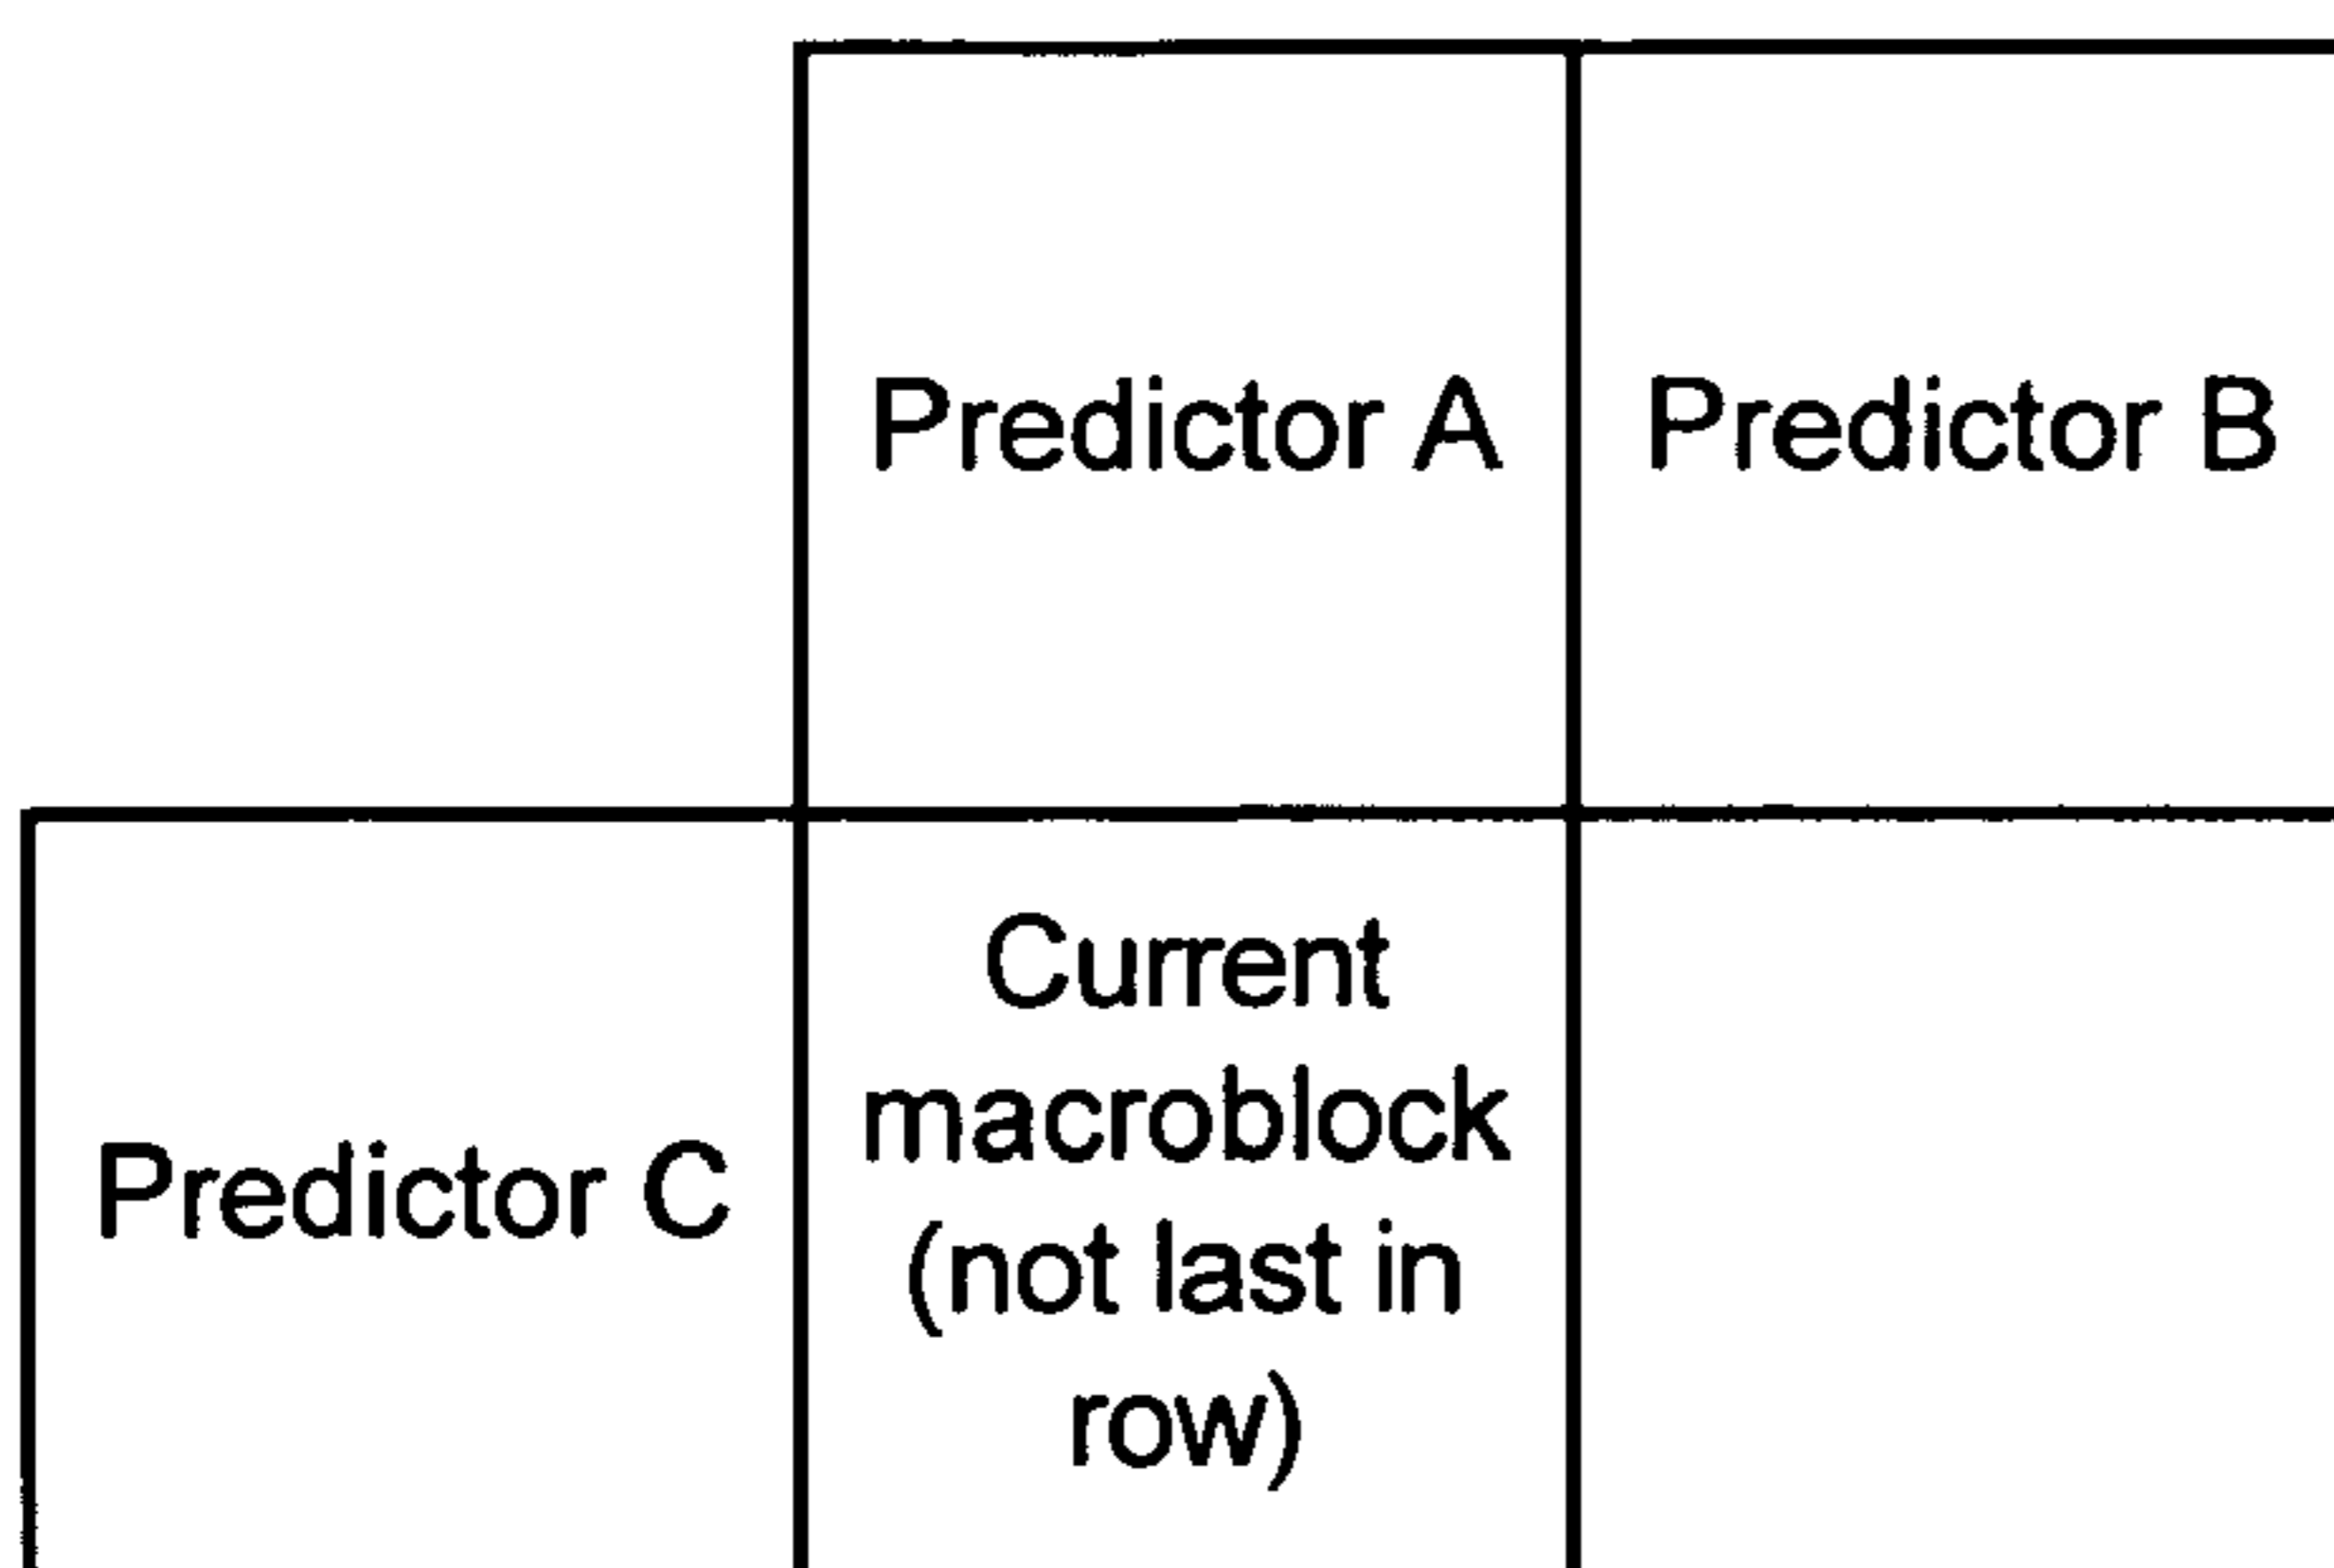 Predictor A
Predictor B
Predictor C
Current
macroblock
(not last in
row)